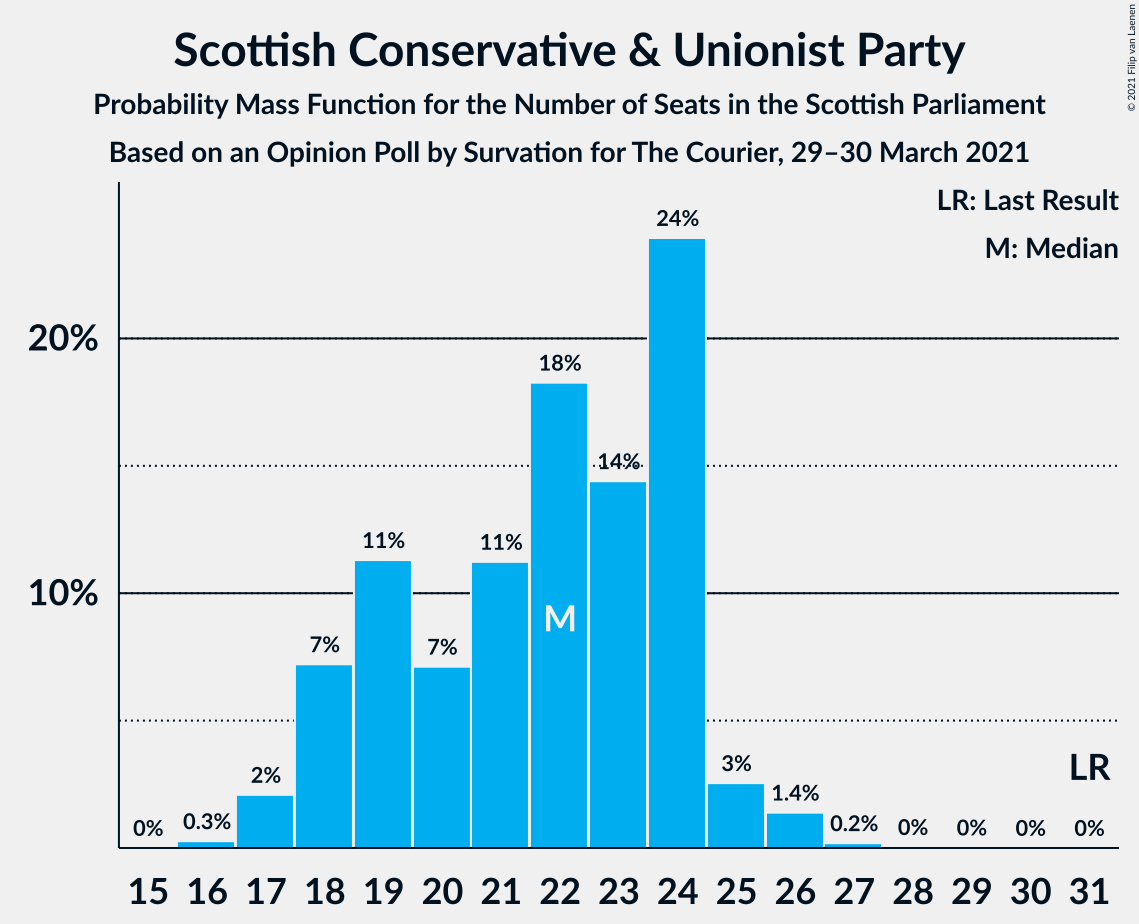 Scottish Conservative & Unionist Party
Probability Mass Function for the Number of Seats in the Scottish Parliament
Based on an Opinion Poll by Survation for The Courier, 29–30 March 2021
© 2021 Filip van Laenen
LR: Last Result
M: Median
24%
20%
18%
14%
11%
11%
10%
M
7%
7%
LR
3%
2%
1.4%
0%
0.3%
0.2%
0%
0%
0%
0%
15 16 17 18 19 20 21 22 23 24 25 26 27 28 29 30 31